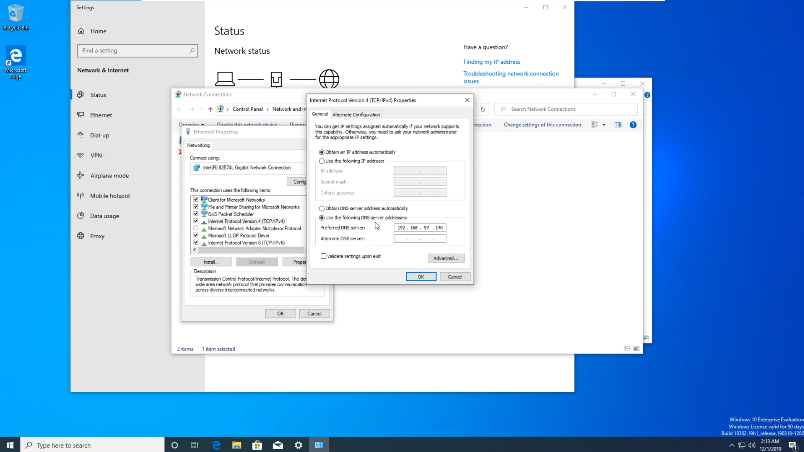 Recycle Bin
Microsoft
Edge
Settings
Home
Find a setting
Network & Internet
Status
Ethernet
Dial-up
VPN
Airplane mode
Mobile hotspot
Data usage
Proxy
Status
Network status
Have a question?
Finding my IP address
Troubleshooting network connection
issues
Network Connections
Control Panel
Network and In
Search Network Connections
Organize
Disable this network device
Change settings of this connection
Ethernet0 Properties
Networking
Connect using:
Intel(R) 82574L Gigabit Network Connection
Config
This connection uses the following items:
Client for Microsoft Networks
File and Printer Sharing for Microsoft Networks
QoS Packet Scheduler
Internet Protocol Version 4 (TCP/IPv4)
Microsoft Network Adapter Multiplexor Protocol
Microsoft LLDP Protocol Driver
Internet Protocol Version 6 (TCP/IPv6)
Install...
Uninstall
Proper
Description
Transmission Control Protocol/Internet Protocol. The de
wide area network protocol that provides communication
across diverse interconnected networks.
OK
Cancel
Internet Protocol Version 4 (TCP/IPv4) Properties
General
Alternate Configuration
You can get IP settings assigned automatically if your network supports
this capability. Otherwise, you need to ask your network administrator
for the appropriate IP settings.
Obtain an IP address automatically
Use the following IP address:
IP address:
Subnet mask:
Default gateway:
Obtain DNS server address automatically
Use the following DNS server addresses:
Preferred DNS server:
192 . 168 . 57 . 140
Alternate DNS server:
Validate settings upon exit
Advanced...
OK
Cancel
2 items
1 item selected
Windows 10 Enterprise Evaluation
Windows License valid for 90 days
Type here to search
2:13 AM
12/1/2019